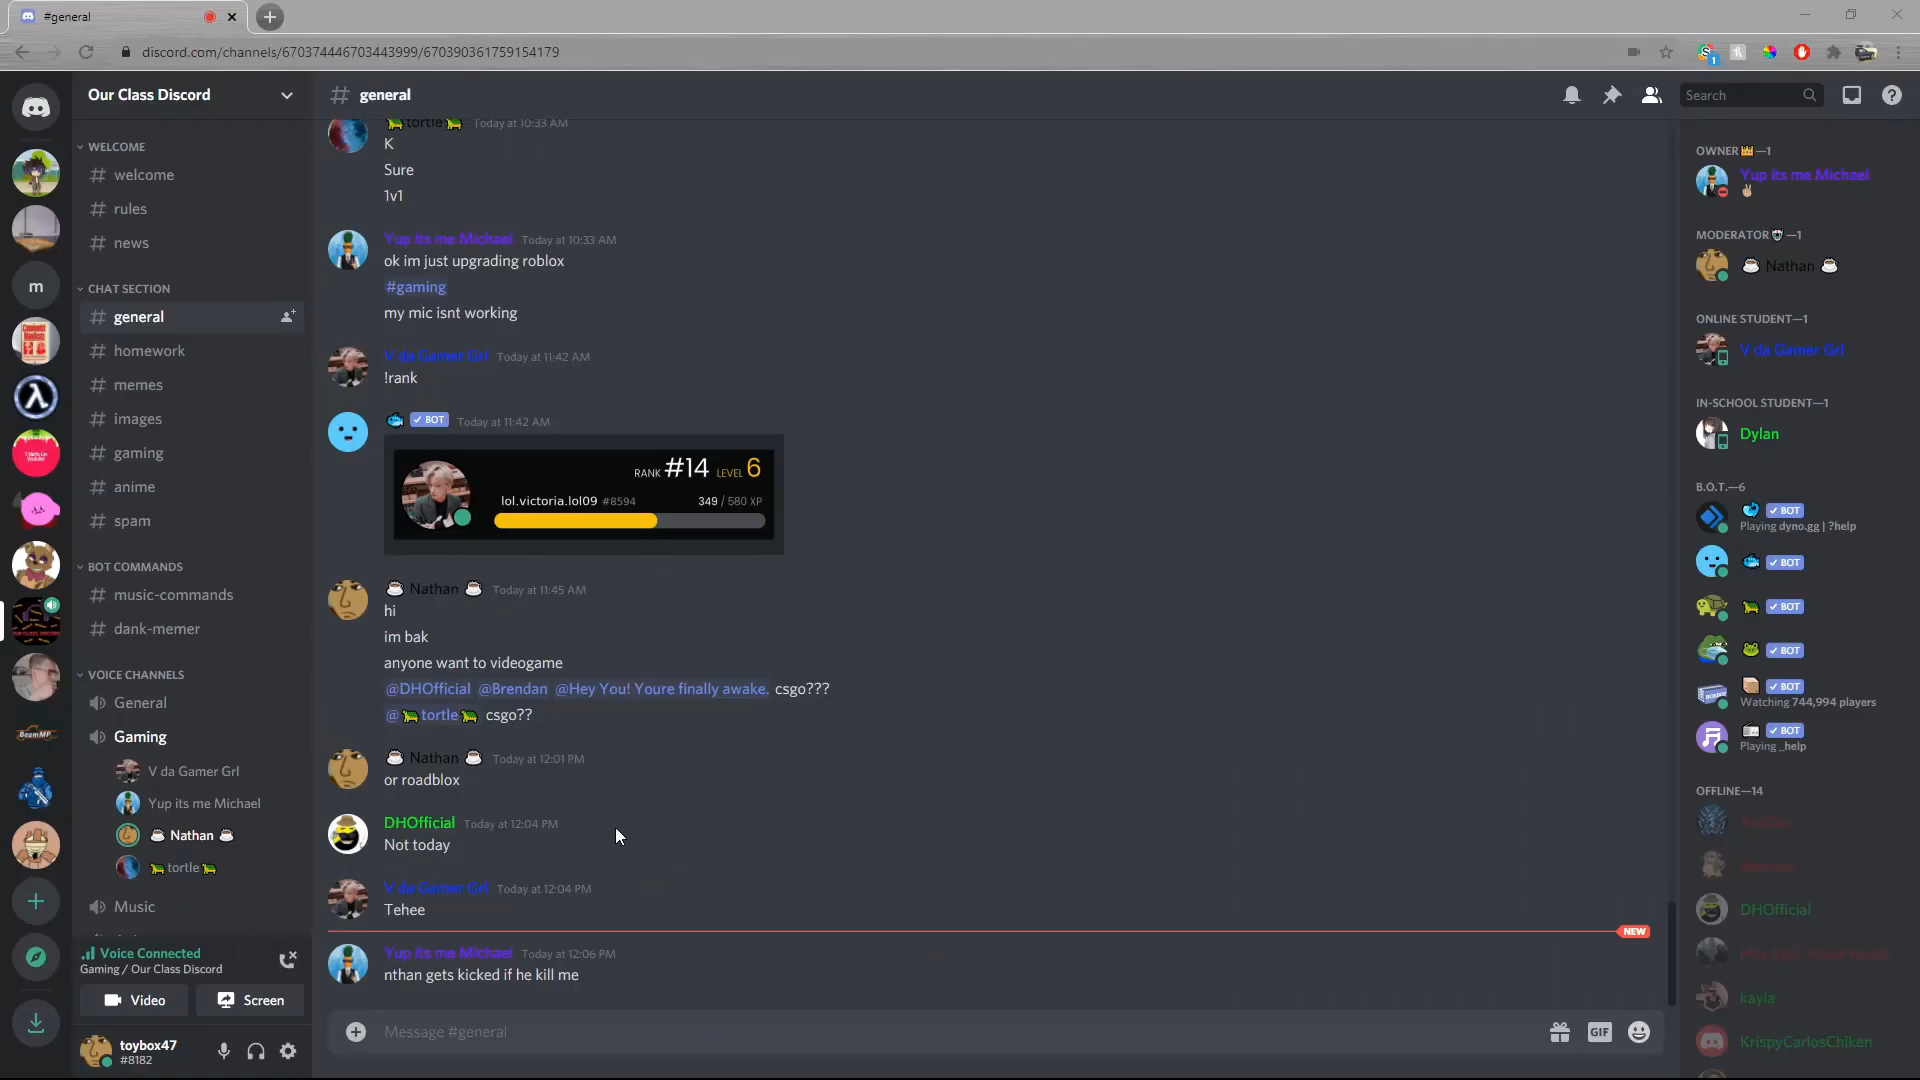 #general
discord.com/channels/670374446703443999/670390361759154179
Our Class Discord
WELCOME
welcome
rules
news
CHAT SECTION
general
homework
memes
images
gaming
anime
spam
BOT COMMANDS
music-commands
dank-memer
VOICE CHANNELS
General
Gaming
V da Gamer Grl
Yup its me Michael
Nathan
tortle
Music
Voice Connected
Gaming / Our Class Discord
Video
Screen
toybox47
#8182
m
BeamMP
general
Search
tortle Today at 10:33 AM
K
Sure
1v1
Yup its me Michael Today at 10:33 AM
ok im just upgrading roblox
#gaming
my mic isnt working
V da Gamer Grl Today at 11:42 AM
!rank
BOT Today at 11:42 AM
RANK #14 LEVEL 6
lol.victoria.lol09 #8594 349 / 580 XP
Nathan Today at 11:45 AM
hi
im bak
anyone want to videogame
@DHOfficial @Brendan @Hey You! Youre finally awake. csgo???
@tortle csgo??
Nathan Today at 12:01 PM
or roadblox
DHOfficial Today at 12:04 PM
Not today
V da Gamer Grl Today at 12:04 PM
Tehee
NEW
Yup its me Michael Today at 12:06 PM
nthan gets kicked if he kill me
Message #general
GIF
OWNER—1
Yup its me Michael
MODERATOR—1
Nathan
ONLINE STUDENT—1
V da Gamer Grl
IN-SCHOOL STUDENT—1
Dylan
B.O.T.—6
BOT
Playing dyno.gg | ?help
BOT
BOT
BOT
BOT
Watching 744,994 players
BOT
Playing _help
OFFLINE—14
DHOfficial
kayla
KrispyCarlosChiken